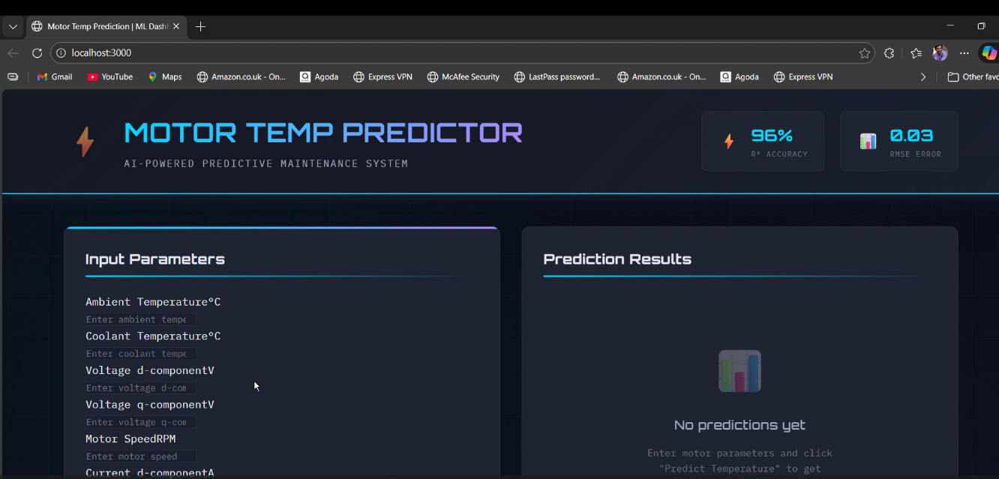 Motor Temp Prediction | ML Dash
localhost:3000
Gmail
YouTube
Maps
Amazon.co.uk - On...
Agoda
Express VPN
McAfee Security
LastPass password...
Amazon.co.uk - On...
Agoda
Express VPN
Other favo
MOTOR TEMP PREDICTOR
AI-POWERED PREDICTIVE MAINTENANCE SYSTEM
96%
R² ACCURACY
0.03
RMSE ERROR
Input Parameters
Ambient Temperature°C
Enter ambient tempe
Coolant Temperature°C
Enter coolant tempe
Voltage d-componentV
Enter voltage d-con
Voltage q-componentV
Enter voltage q-con
Motor SpeedRPM
Enter motor speed
Current d-componentA
Prediction Results
No predictions yet
Enter motor parameters and click
"Predict Temperature" to get